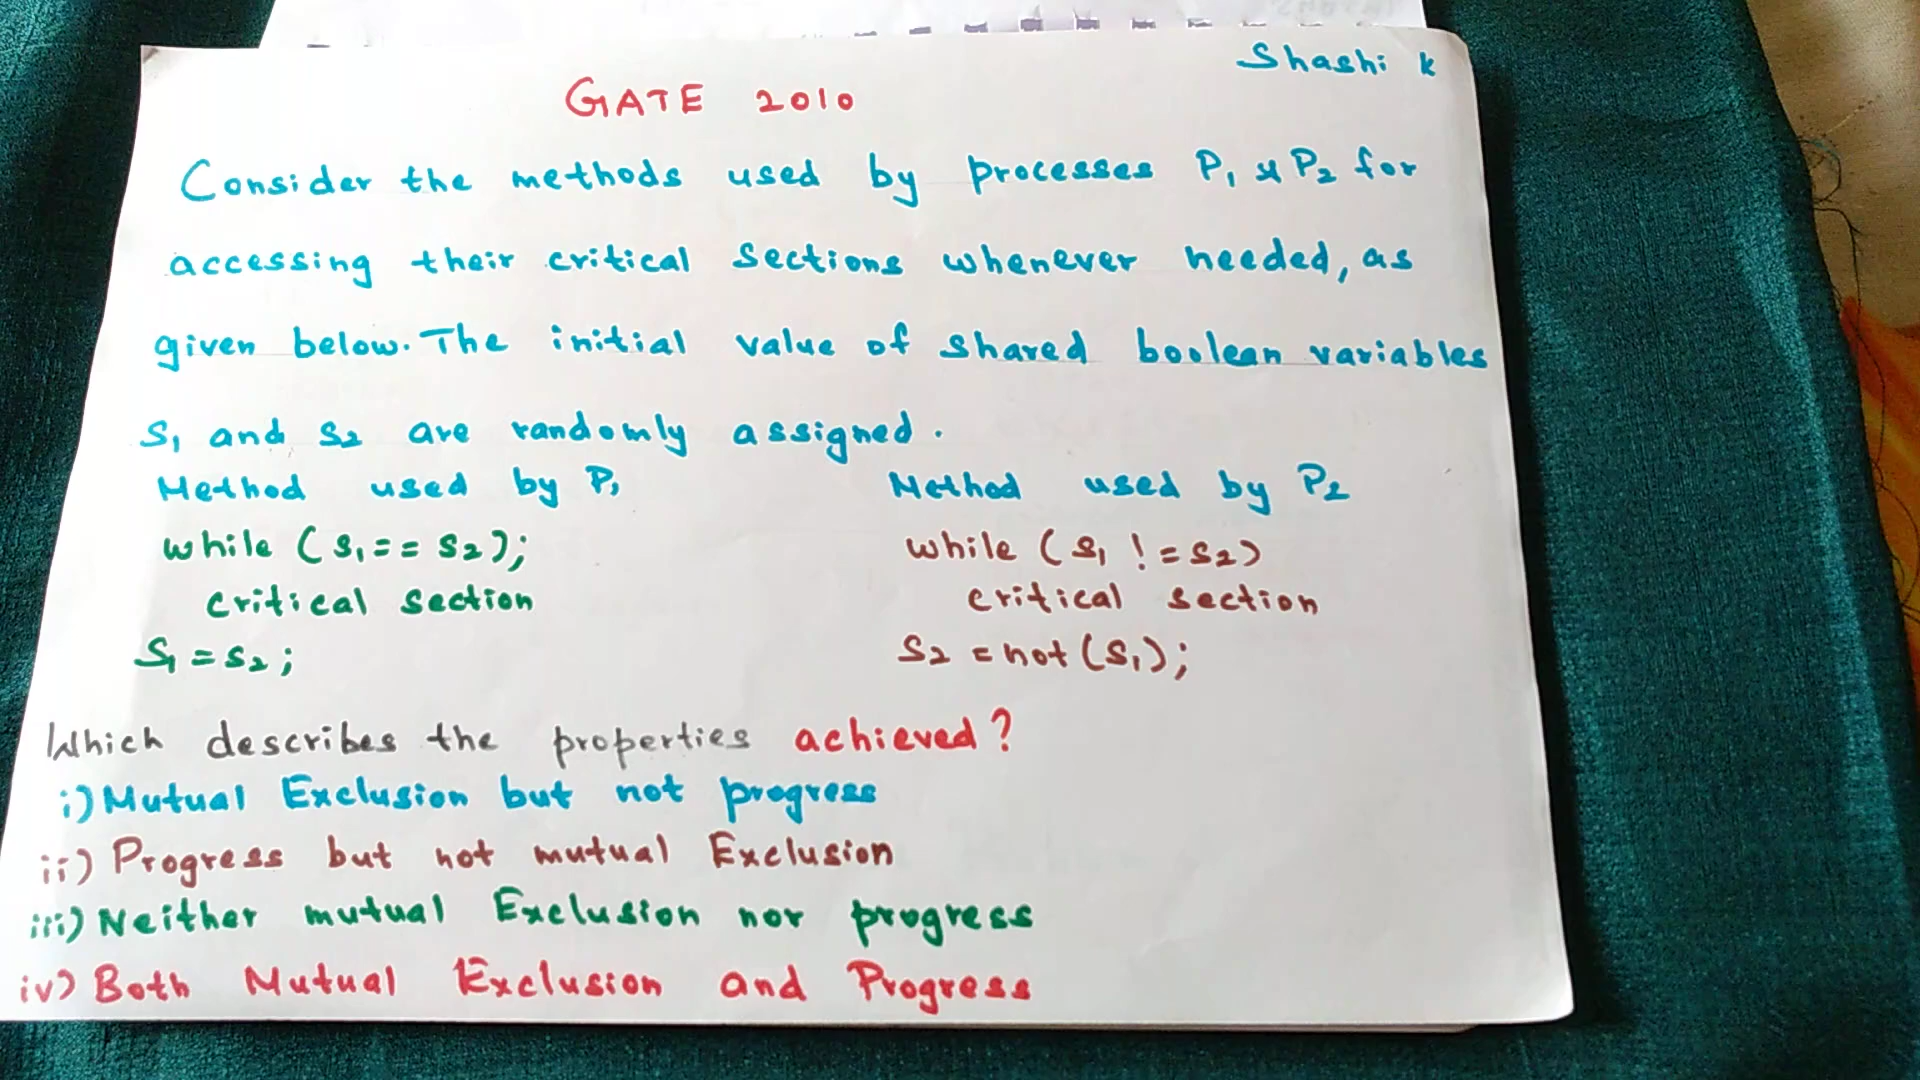 Shashi k
GATE 2010
Consider the methods used by processes P1 & P2 for
accessing their critical sections whenever needed, as
given below. The initial value of shared boolean variables
S1 and S2 are randomly assigned.
Method used by P1 Method used by P2
while (S1 == S2); while (S1 != S2)
critical section critical section
S1 = S2; S2 = not (S1);
Which describes the properties achieved?
i) Mutual Exclusion but not progress
ii) Progress but not mutual Exclusion
iii) Neither mutual Exclusion nor progress
iv) Both Mutual Exclusion and Progress